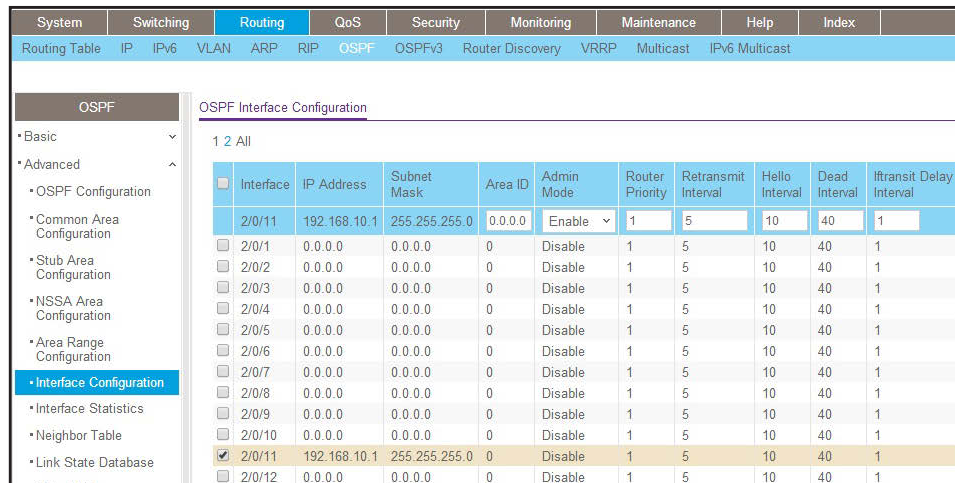 System Switching Routing QoS Security Monitoring Maintenance Help Index
Routing Table IP IPv6 VLAN ARP RIP OSPF OSPFv3 Router Discovery VRRP Multicast IPv6 Multicast
OSPF
Basic
Advanced
OSPF Configuration
Common Area
Configuration
Stub Area
Configuration
NSSA Area
Configuration
Area Range
Configuration
Interface Configuration
Interface Statistics
Neighbor Table
Link State Database
OSPF Interface Configuration
1 2 All
Interface IP Address Subnet Mask Area ID Admin Mode Router Priority Retransmit Interval Hello Interval Dead Interval Iftransit Delay Interval
2/0/11 192.168.10.1 255.255.255.0 0.0.0.0 Enable 1 5 10 40 1
2/0/1 0.0.0.0 0.0.0.0 0 Disable 1 5 10 40 1
2/0/2 0.0.0.0 0.0.0.0 0 Disable 1 5 10 40 1
2/0/3 0.0.0.0 0.0.0.0 0 Disable 1 5 10 40 1
2/0/4 0.0.0.0 0.0.0.0 0 Disable 1 5 10 40 1
2/0/5 0.0.0.0 0.0.0.0 0 Disable 1 5 10 40 1
2/0/6 0.0.0.0 0.0.0.0 0 Disable 1 5 10 40 1
2/0/7 0.0.0.0 0.0.0.0 0 Disable 1 5 10 40 1
2/0/8 0.0.0.0 0.0.0.0 0 Disable 1 5 10 40 1
2/0/9 0.0.0.0 0.0.0.0 0 Disable 1 5 10 40 1
2/0/10 0.0.0.0 0.0.0.0 0 Disable 1 5 10 40 1
2/0/11 192.168.10.1 255.255.255.0 0 Disable 1 5 10 40 1
2/0/12 0.0.0.0 0.0.0.0 0 Disable 1 5 10 40 1